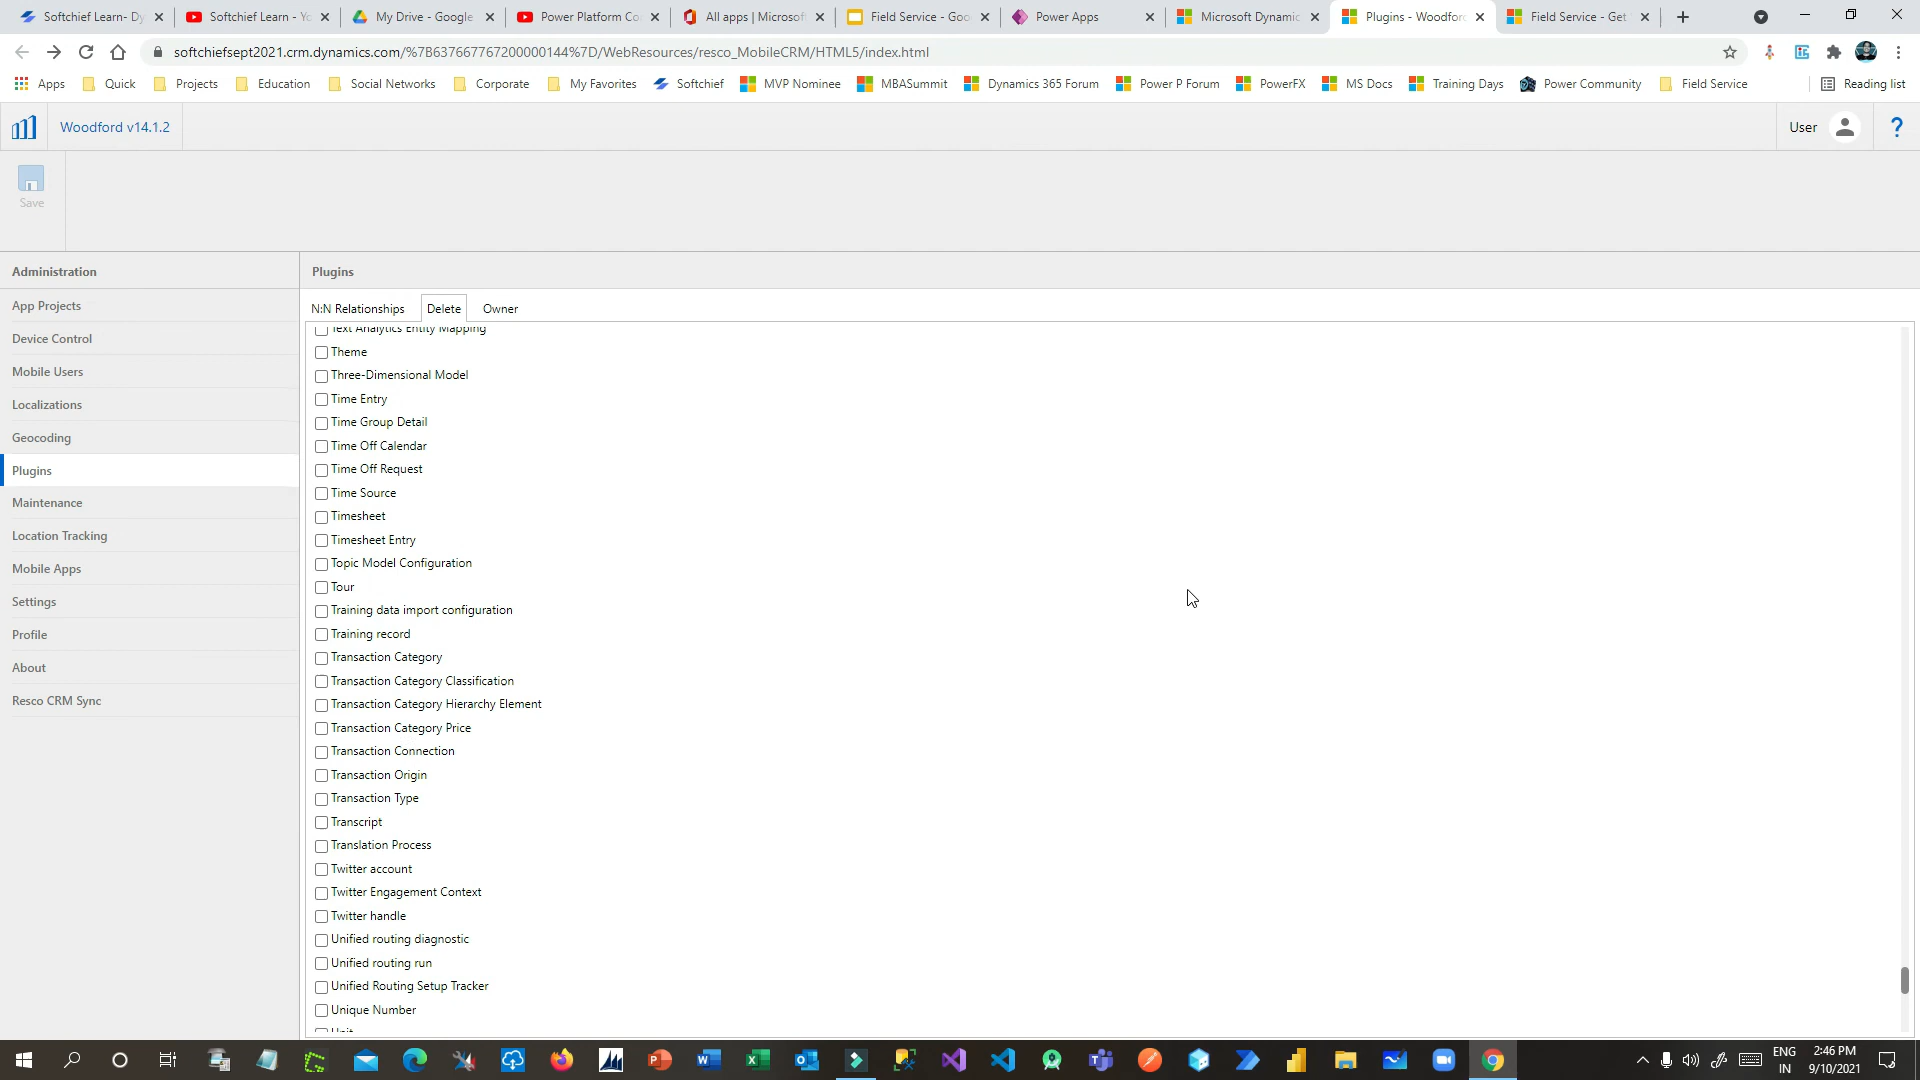 Softchief Learn- Dy
Softchief Learn - Yo
My Drive - Google
Power Platform Co
All apps | Microsof
Field Service - Goo
Power Apps
Microsoft Dynamic
Plugins - Woodford
Field Service - Get
softchiefsept2021.crm.dynamics.com/%7B637667767200000144%7D/WebResources/resco_MobileCRM/HTML5/index.html
Apps
Quick
Projects
Education
Social Networks
Corporate
My Favorites
Softchief
MVP Nominee
MBASummit
Dynamics 365 Forum
Power P Forum
PowerFX
MS Docs
Training Days
Power Community
Field Service
Reading list
Woodford v14.1.2
User
?
Save
Administration
App Projects
Device Control
Mobile Users
Localizations
Geocoding
Plugins
Maintenance
Location Tracking
Mobile Apps
Settings
Profile
About
Resco CRM Sync
Plugins
N:N Relationships
Delete
Owner
Text Analytics Entity Mapping
Theme
Three-Dimensional Model
Time Entry
Time Group Detail
Time Off Calendar
Time Off Request
Time Source
Timesheet
Timesheet Entry
Topic Model Configuration
Tour
Training data import configuration
Training record
Transaction Category
Transaction Category Classification
Transaction Category Hierarchy Element
Transaction Category Price
Transaction Connection
Transaction Origin
Transaction Type
Transcript
Translation Process
Twitter account
Twitter Engagement Context
Twitter handle
Unified routing diagnostic
Unified routing run
Unified Routing Setup Tracker
Unique Number
Unit
ENG
IN
2:46 PM
9/10/2021